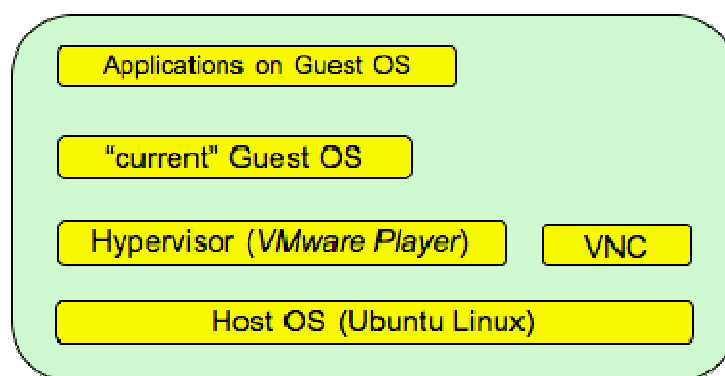 Applications on Guest OS
“current” Guest OS
Hypervisor (VMware Player)
VNC
Host OS (Ubuntu Linux)